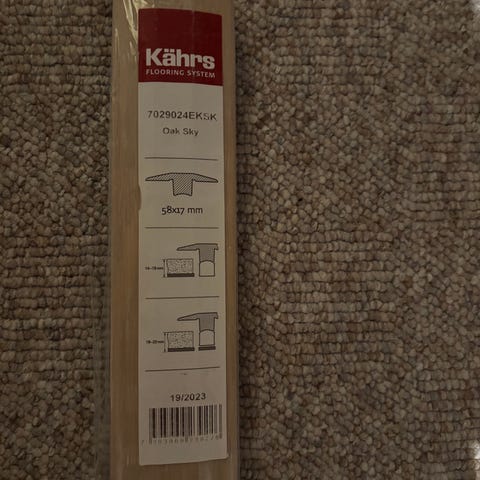 Kährs
FLOORING SYSTEM
7029024EKSK
Oak Sky
58x17 mm
19/2023